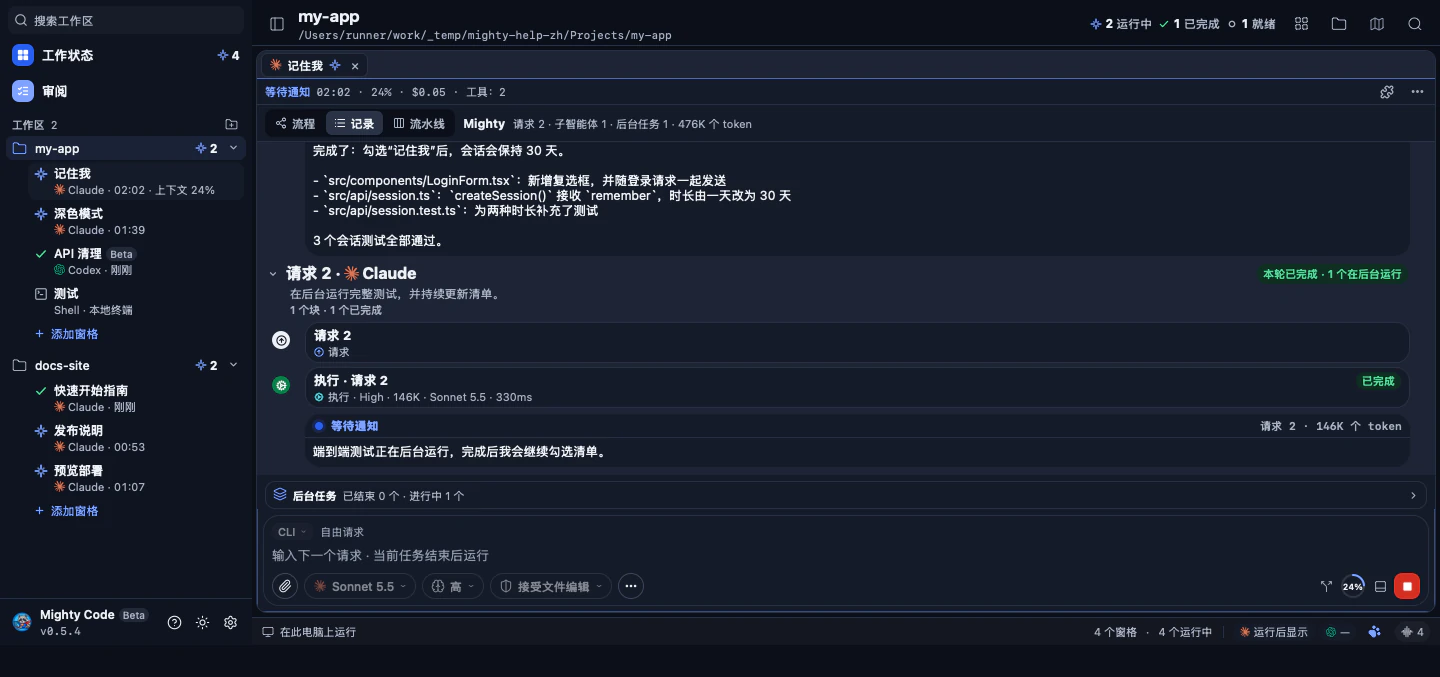 搜索工作区
工作状态 4
审阅
工作区 2
my-app 2
记住我
Claude · 02:02 · 上下文 24%
深色模式
Claude · 01:39
API 清理 Beta
Codex · 刚刚
测试
Shell · 本地终端
+ 添加窗格
docs-site 2
快速开始指南
Claude · 刚刚
发布说明
Claude · 00:53
预览部署
Claude · 01:07
+ 添加窗格
Mighty Code Beta
v0.5.4
my-app
/Users/runner/work/_temp/mighty-help-zh/Projects/my-app
2 运行中 1 已完成 1 就绪
记住我
等待通知 02:02 · 24% · $0.05 · 工具: 2
流程 记录 流水线 Mighty 请求 2 · 子智能体 1 · 后台任务 1 · 476K 个 token
完成了：勾选“记住我”后，会话会保持 30 天。
- `src/components/LoginForm.tsx`：新增复选框，并随登录请求一起发送
- `src/api/session.ts`：`createSession()` 接收 `remember`，时长由一天改为 30 天
- `src/api/session.test.ts`：为两种时长补充了测试
3 个会话测试全部通过。
请求 2 · Claude 本轮已完成 · 1 个在后台运行
在后台运行完整测试，并持续更新清单。
1 个块 · 1 个已完成
请求 2
请求
执行 · 请求 2 已完成
执行 · High · 146K · Sonnet 5.5 · 330ms
等待通知 请求 2 · 146K 个 token
端到端测试正在后台运行，完成后我会继续勾选清单。
后台任务 已结束 0 个 · 进行中 1 个
CLI 自由请求
输入下一个请求 · 当前任务结束后运行
Sonnet 5.5 高 接受文件编辑 24%
在此电脑上运行 4 个窗格 · 4 个运行中 运行后显示 — 4